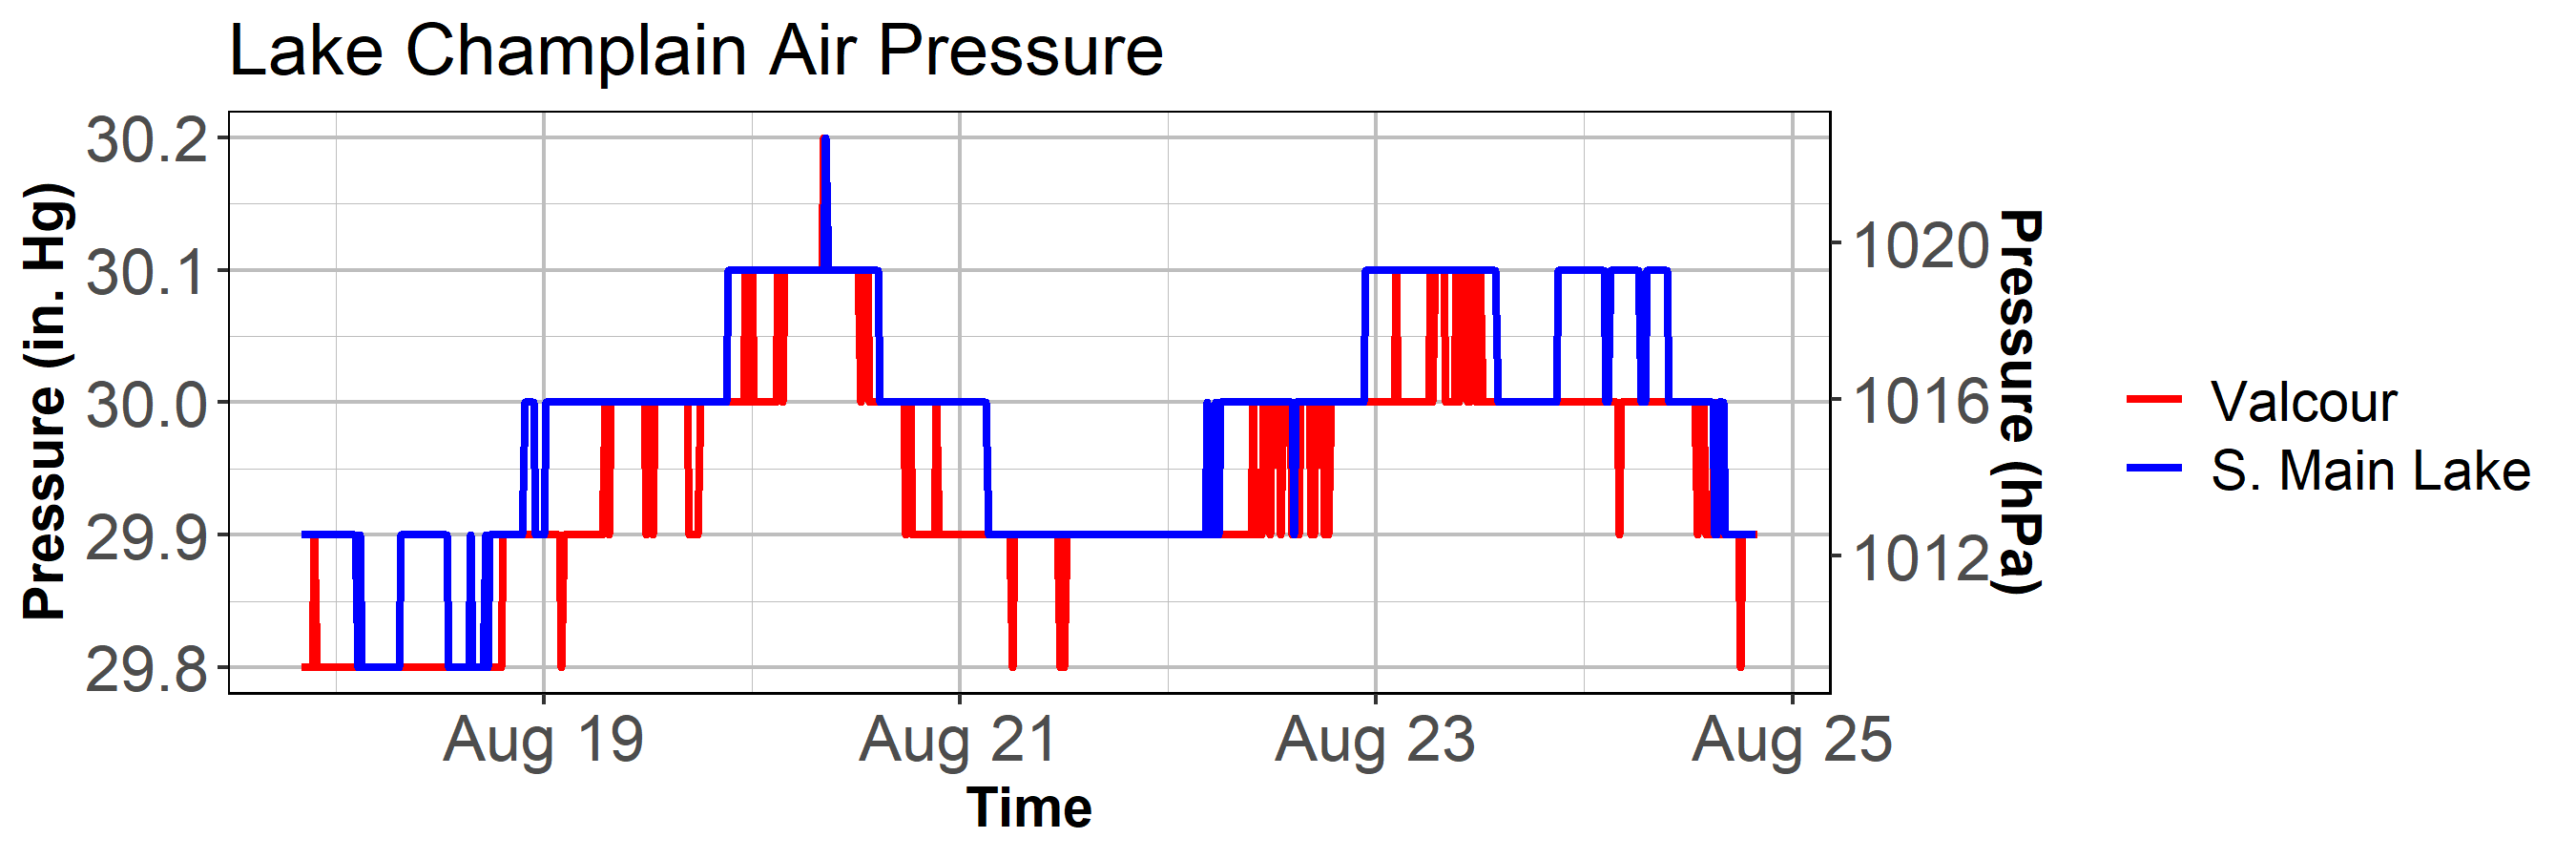 Lake Champlain Air Pressure
Pressure (in. Hg)
30.2
30.1
30.0
29.9
29.8
1020
1016
1012
Pressure (hPa)
Aug 19
Aug 21
Aug 23
Aug 25
Time
Valcour
S. Main Lake